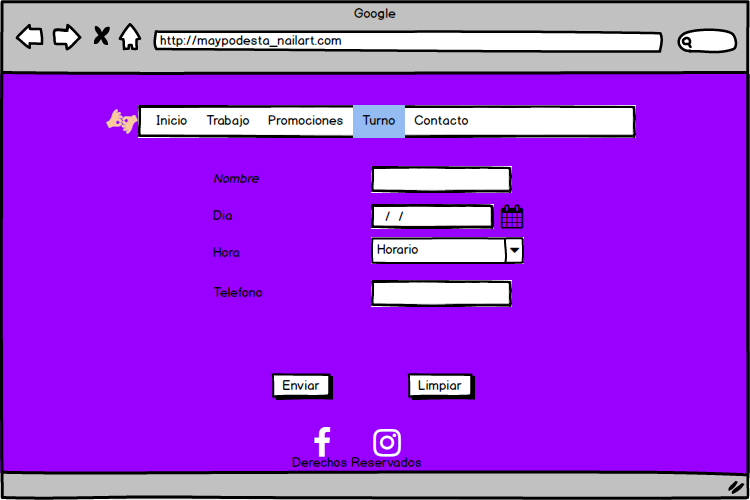 Google
http://maypodesta_nailart.com
Inicio Trabajo Promociones Turno Contacto
Nombre
Dia / /
Hora Horario
Telefono
Enviar Limpiar
Derechos Reservados